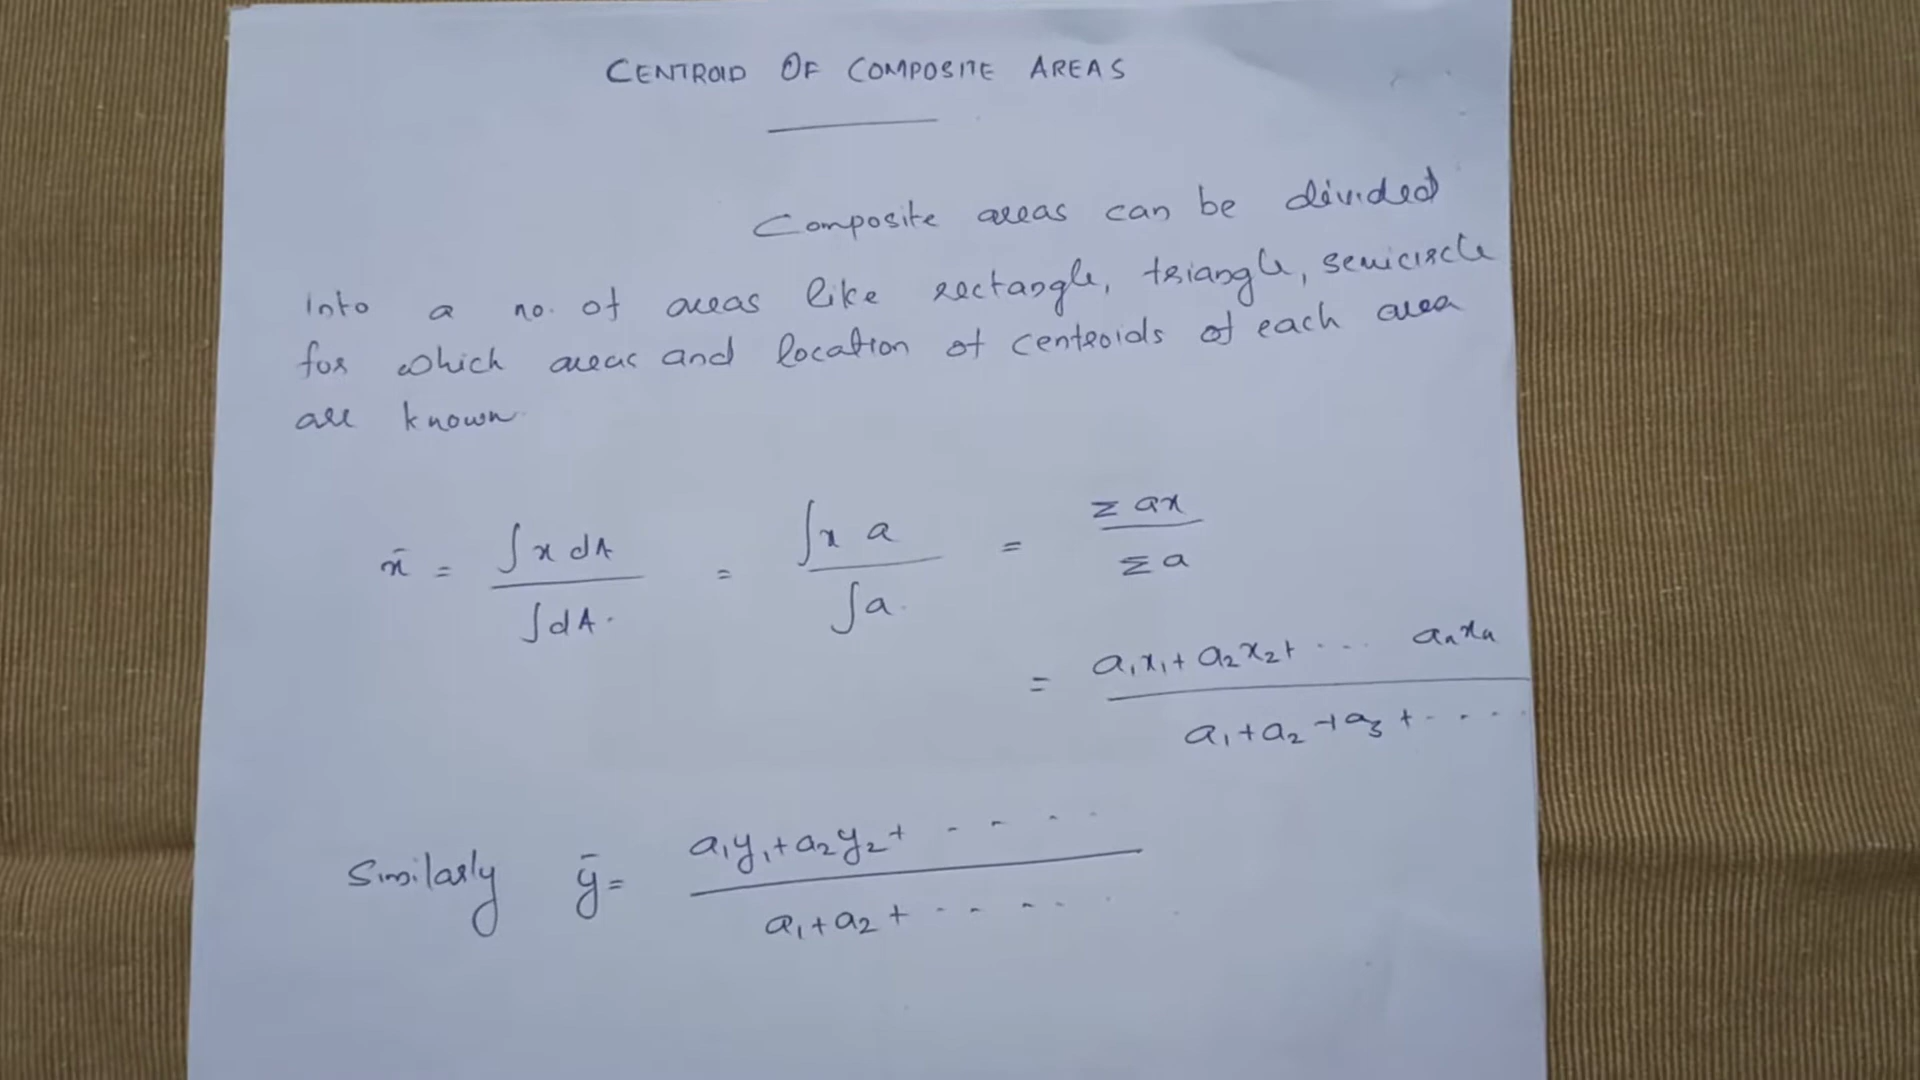 CENTROID OF COMPOSITE AREAS
Composite areas can be divided
into a no. of areas like rectangle, triangle, semicircle
for which areas and location of centroids of each area
are known
x̄ = ∫x dA / ∫dA. = ∫x a / ∫a. = Σ ax / Σ a
= a₁x₁ + a₂x₂ + ... aₙxₙ / a₁ + a₂ + a₃ + ....
Similarly ȳ = a₁y₁ + a₂y₂ + - - - - / a₁ + a₂ + - - - - -